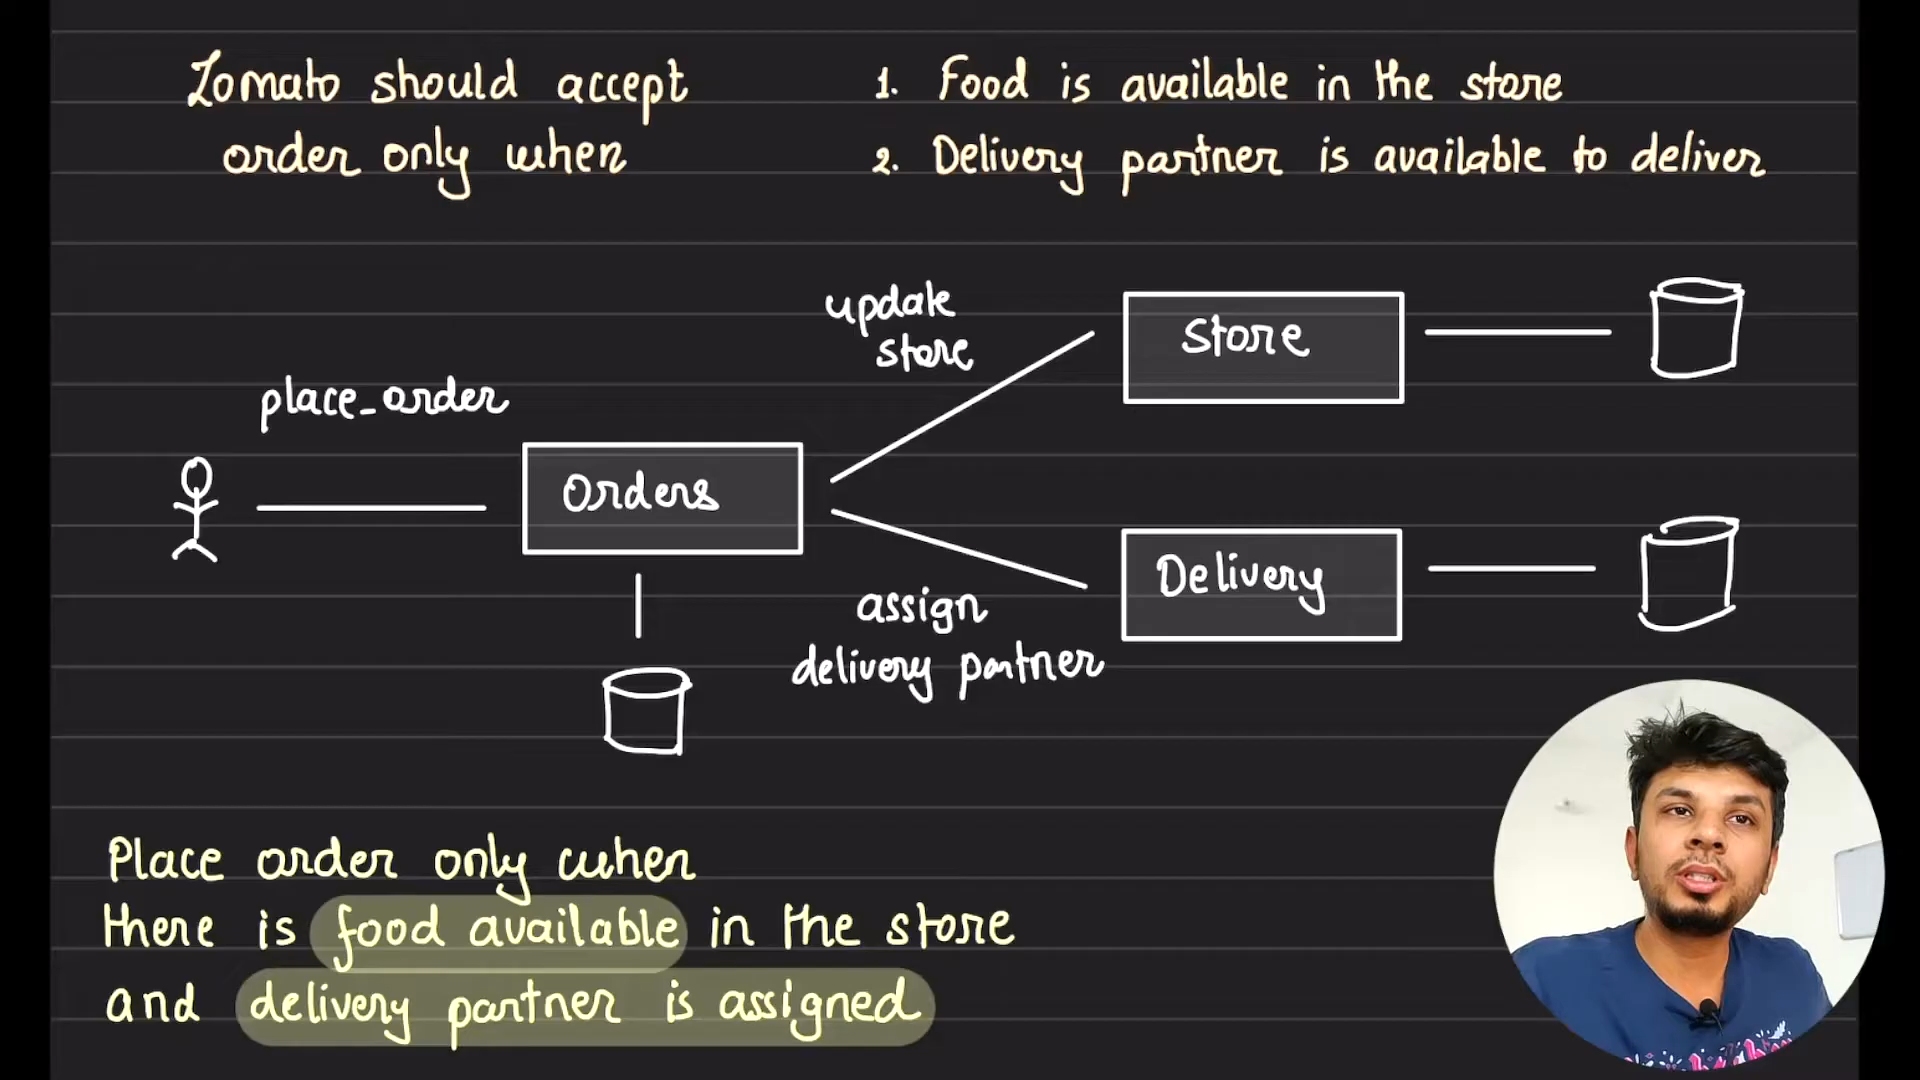 Zomato should accept
order only when
1. Food is available in the store
2. Delivery partner is available to deliver
update
store
Store
place_order
Orders
Delivery
assign
delivery partner
Place order only when
there is food available in the store
and delivery partner is assigned